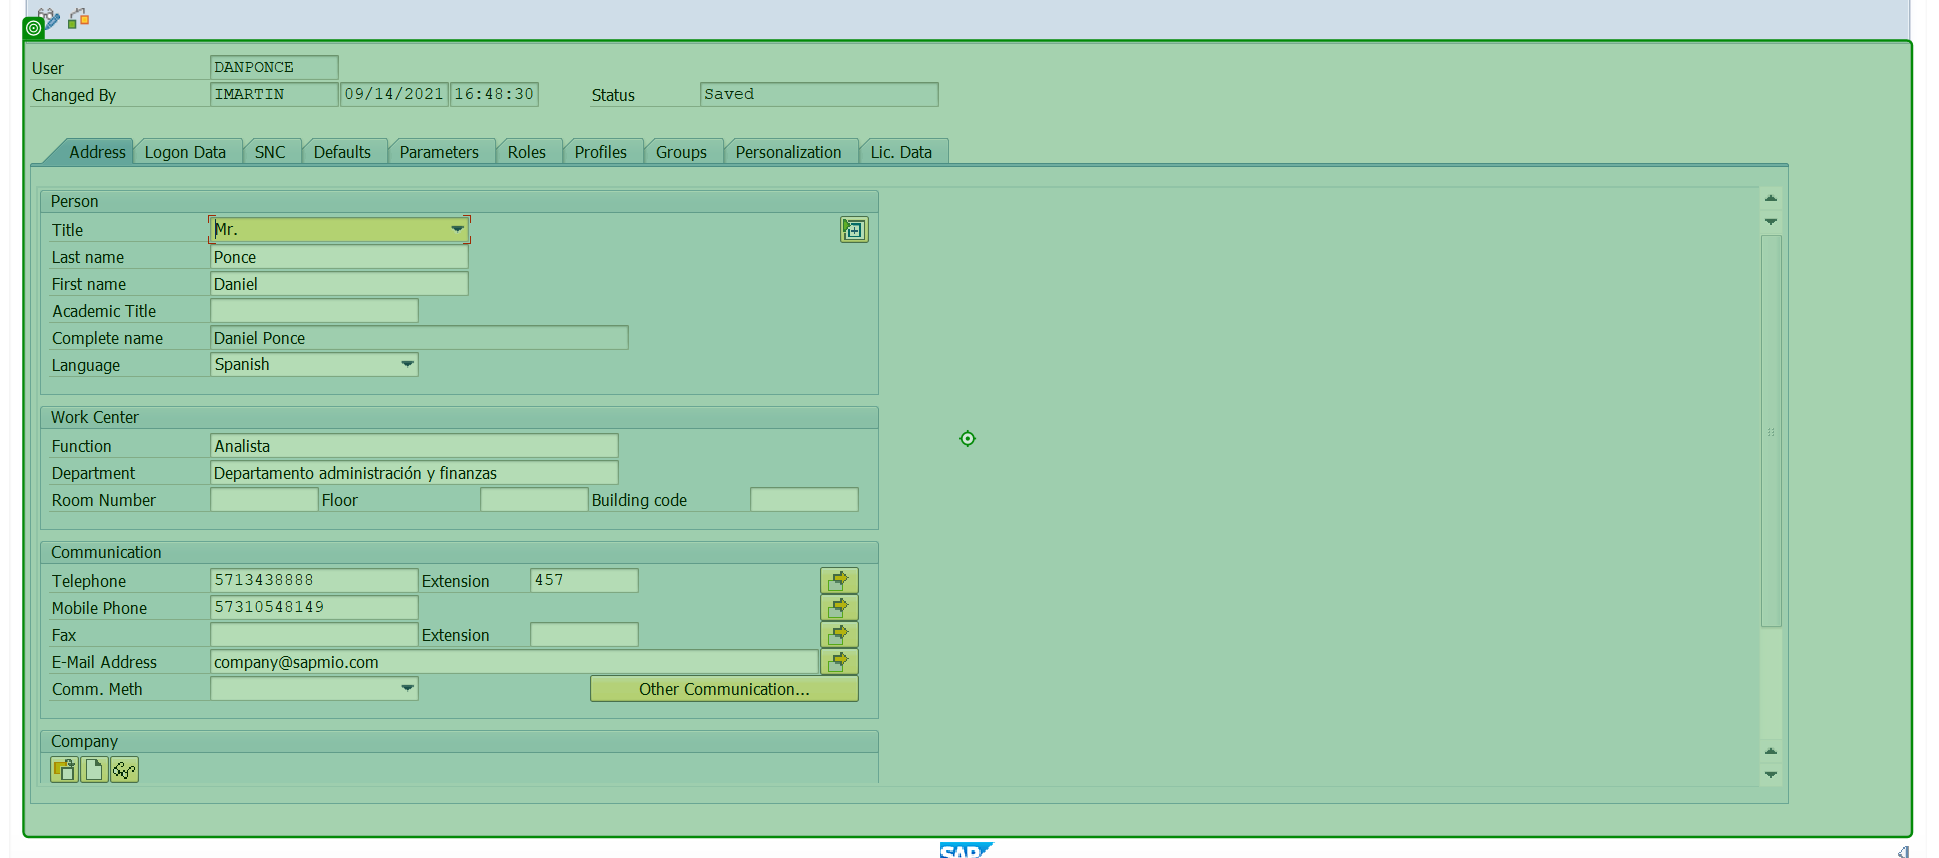 User DANPONCE
Changed By IMARTIN 09/14/2021 16:48:30 Status Saved
Address Logon Data SNC Defaults Parameters Roles Profiles Groups Personalization Lic. Data
Person
Title Mr.
Last name Ponce
First name Daniel
Academic Title
Complete name Daniel Ponce
Language Spanish
Work Center
Function Analista
Department Departamento administración y finanzas
Room Number Floor Building code
Communication
Telephone 5713438888 Extension 457
Mobile Phone 57310548149
Fax Extension
E-Mail Address company@sapmio.com
Comm. Meth Other Communication...
Company
SAP